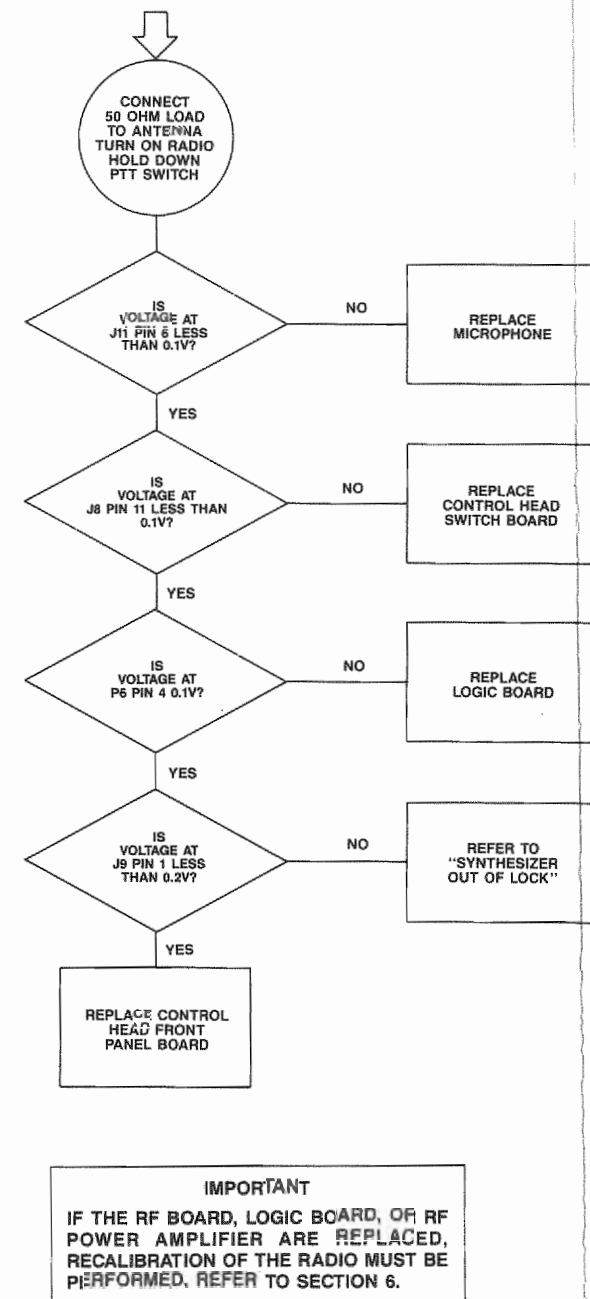 CONNECT
50 OHM LOAD
TO ANTENNA
TURN ON RADIO
HOLD DOWN
PTT SWITCH
IS
VOLTAGE AT
J11 PIN 6 LESS
THAN 0.1V?
NO
REPLACE
MICROPHONE
YES
IS
VOLTAGE AT
J8 PIN 11 LESS THAN
0.1V?
NO
REPLACE
CONTROL HEAD
SWITCH BOARD
YES
IS
VOLTAGE AT
P6 PIN 4 0.1V?
NO
REPLACE
LOGIC BOARD
YES
IS
VOLTAGE AT
J9 PIN 1 LESS
THAN 0.2V?
NO
REFER TO
"SYNTHESIZER
OUT OF LOCK"
YES
REPLACE CONTROL
HEAD FRONT
PANEL BOARD
IMPORTANT
IF THE RF BOARD, LOGIC BOARD, OR RF
POWER AMPLIFIER ARE REPLACED,
RECALIBRATION OF THE RADIO MUST BE
PERFORMED. REFER TO SECTION 6.